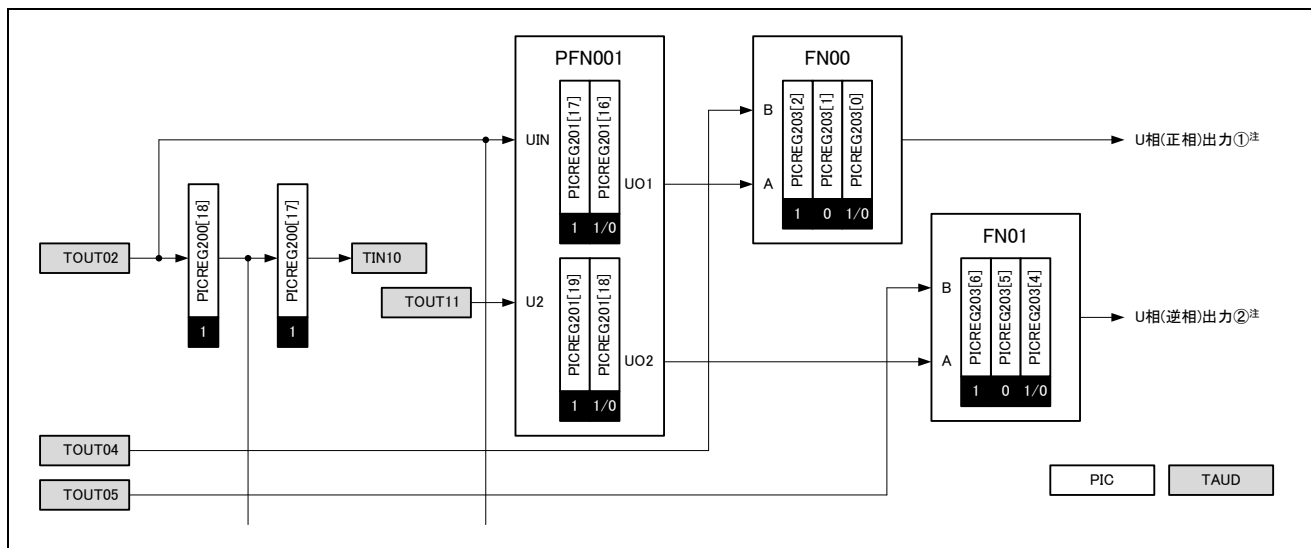 PFN001
FN00
PICREG201[17]
PICREG201[16]
PICREG203[2]
PICREG203[1]
PICREG203[0]
B
UIN
U相(正相)出力①注
UO1
A
1 1/0
1 0 1/0
PICREG200[18]
PICREG200[17]
FN01
TOUT02
TIN10
PICREG201[19]
PICREG201[18]
PICREG203[6]
PICREG203[5]
PICREG203[4]
B
TOUT11
U2
U相(逆相)出力②注
1
1
UO2
A
1 1/0
1 0 1/0
TOUT04
TOUT05
PIC
TAUD